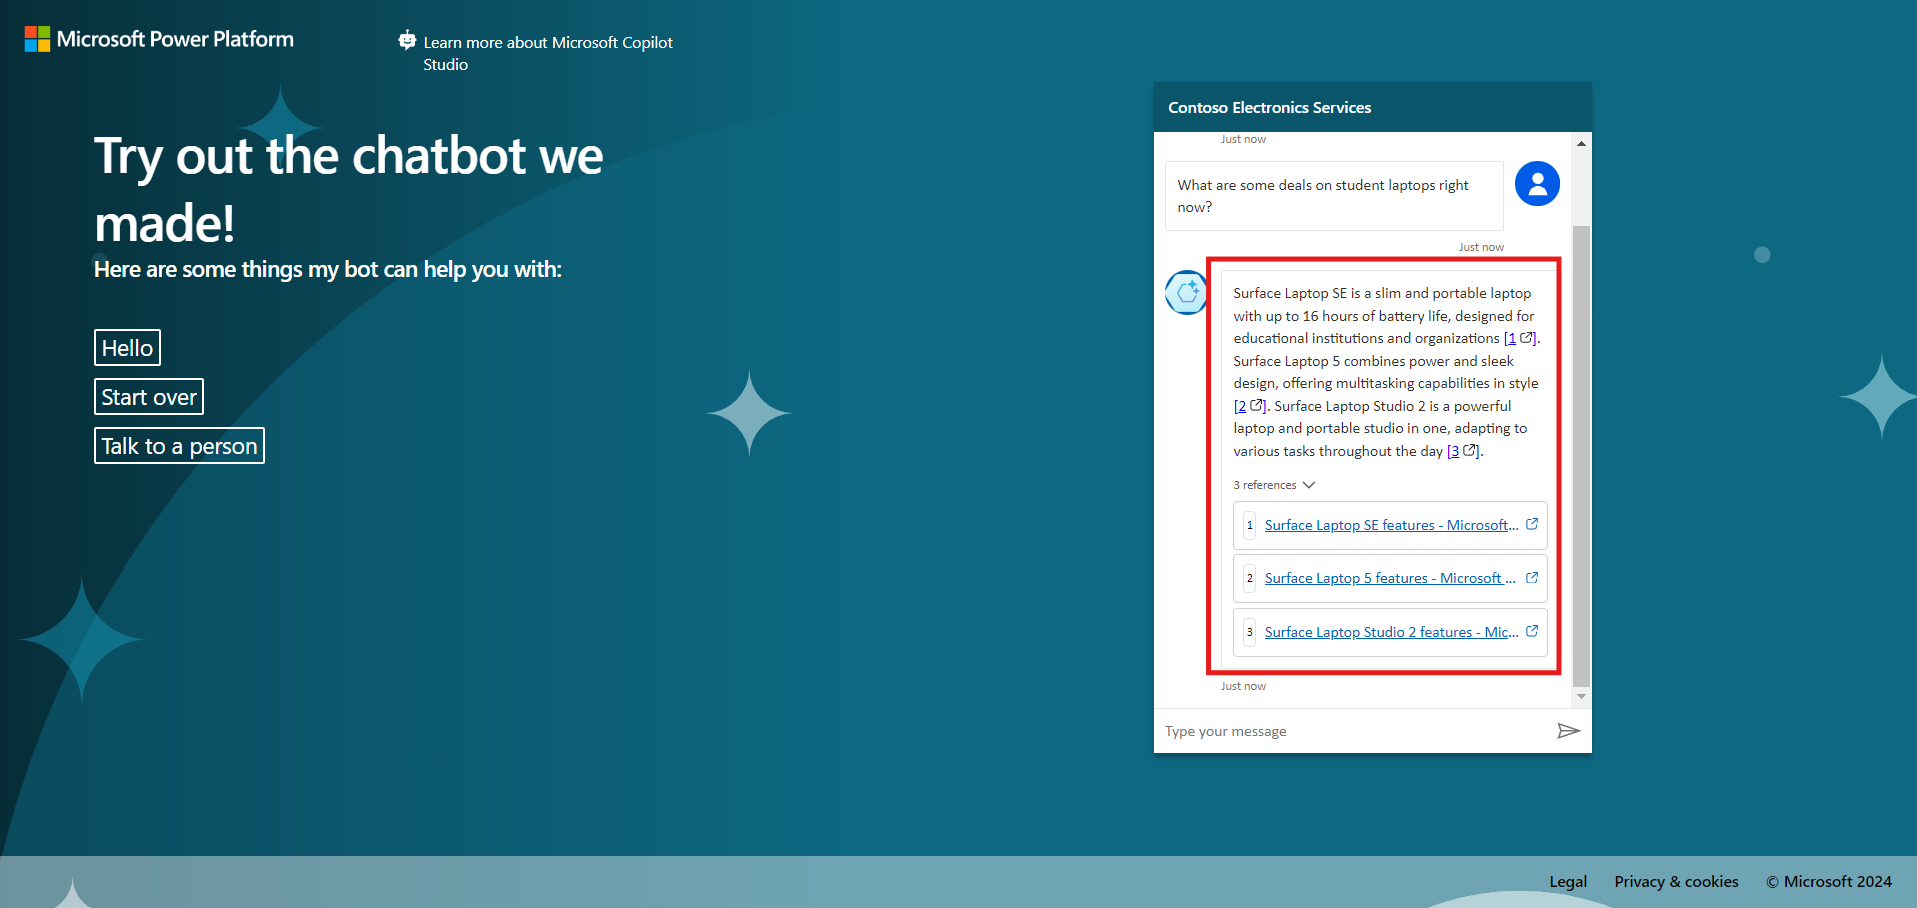 Microsoft Power Platform
Learn more about Microsoft Copilot
Studio
Try out the chatbot we
made!
Here are some things my bot can help you with:
Hello
Start over
Talk to a person
Contoso Electronics Services
Just now
What are some deals on student laptops right
now?
Just now
Surface Laptop SE is a slim and portable laptop
with up to 16 hours of battery life, designed for
educational institutions and organizations [1].
Surface Laptop 5 combines power and sleek
design, offering multitasking capabilities in style
[2]. Surface Laptop Studio 2 is a powerful
laptop and portable studio in one, adapting to
various tasks throughout the day [3].
3 references
1 Surface Laptop SE features - Microsoft...
2 Surface Laptop 5 features - Microsoft ...
3 Surface Laptop Studio 2 features - Mic...
Just now
Type your message
Legal Privacy & cookies © Microsoft 2024